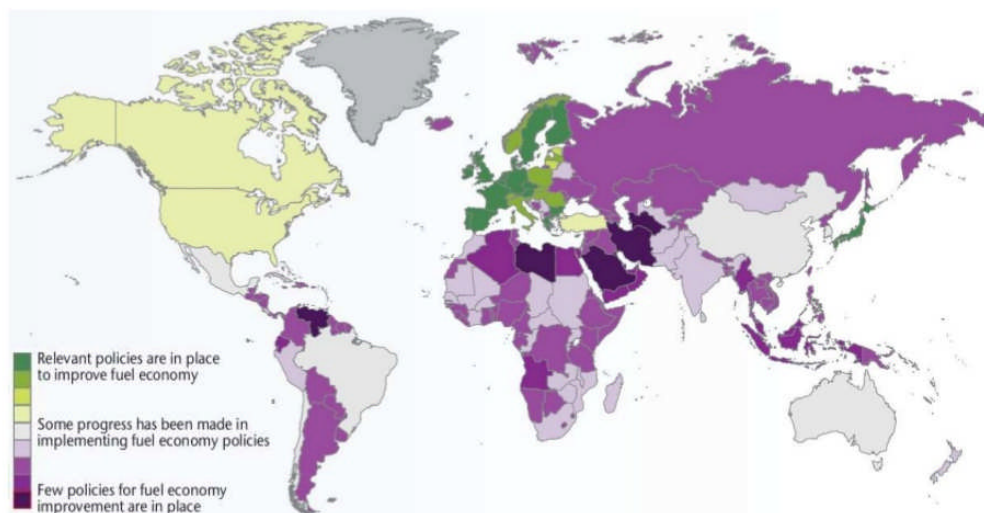 Relevant policies are in place
to improve fuel economy
Some progress has been made in
implementing fuel economy policies
Few policies for fuel economy
improvement are in place